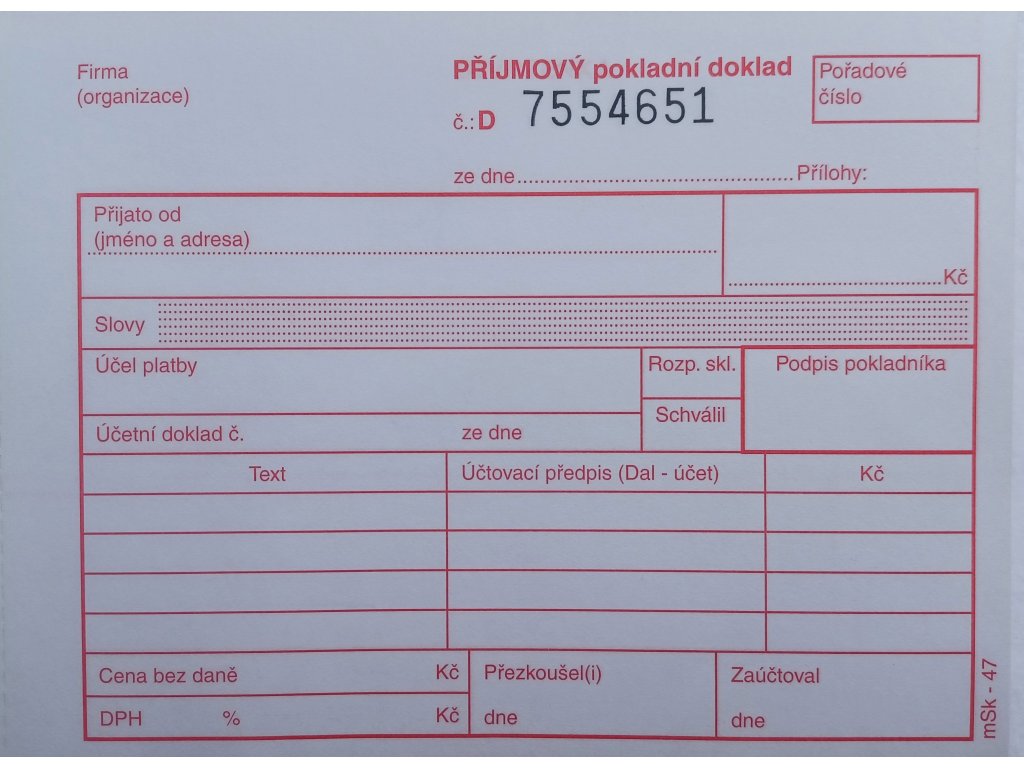 Firma
(organizace)
PŘÍJMOVÝ pokladní doklad
č.: D 7554651
Pořadové
číslo
ze dne Přílohy:
Přijato od
(jméno a adresa)
Kč
Slovy
Účel platby
Rozp. skl.
Podpis pokladníka
Schválil
Účetní doklad č. ze dne
Text Účtovací předpis (Dal - účet) Kč
Cena bez daně Kč
Přezkoušel(i)
Zaúčtoval
DPH % Kč
dne
dne
mSk - 47